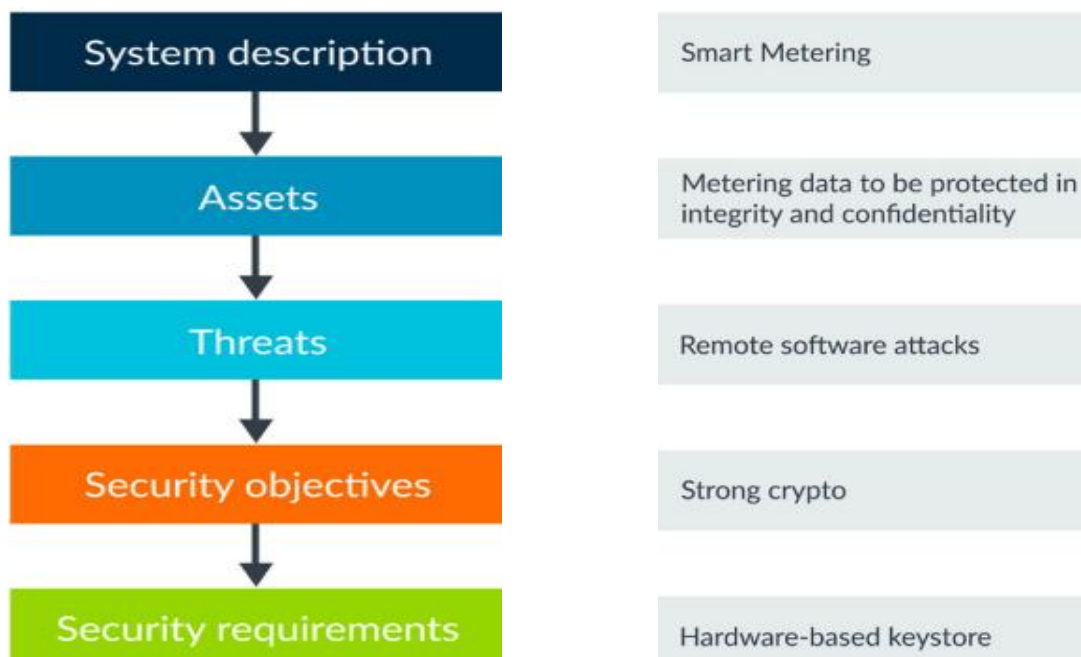 System description
Smart Metering
Assets
Metering data to be protected in
integrity and confidentiality
Threats
Remote software attacks
Security objectives
Strong crypto
Security requirements
Hardware-based keystore